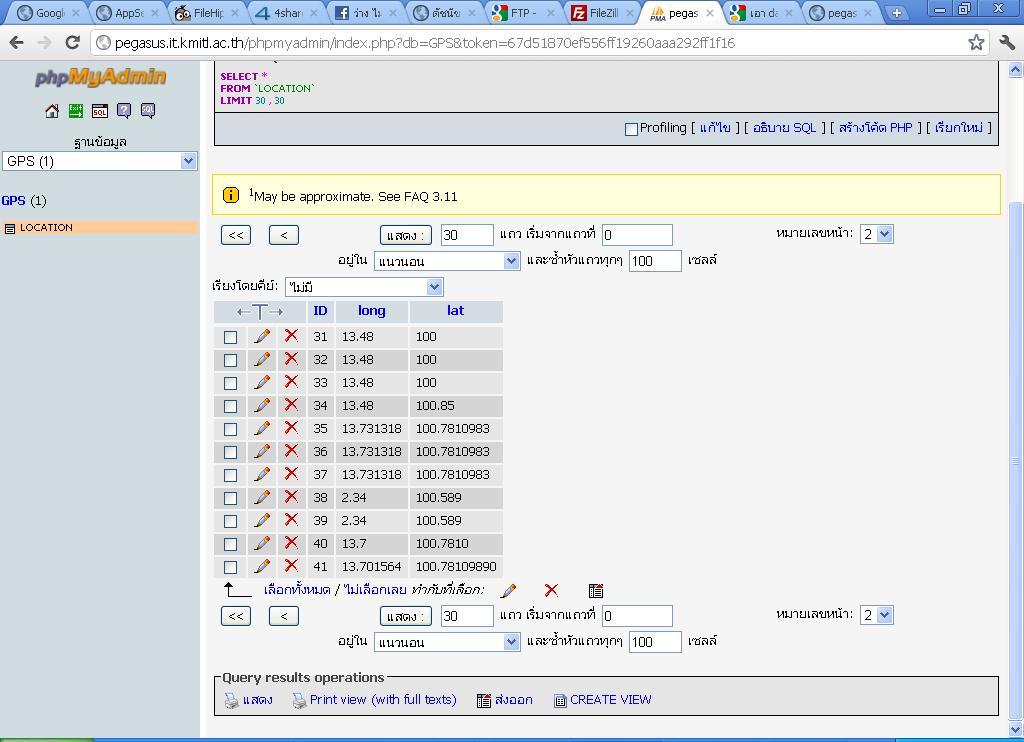 Googl
AppSe
FileHip
4shar
ว่าง ไม
ดัชนีข
FTP -
FileZill
pegas
เอา da
pegas
pegasus.it.kmitl.ac.th/phpmyadmin/index.php?db=GPS&token=67d51870ef556ff19260aaa292ff1f16
phpMyAdmin
ฐานข้อมูล
GPS (1)
GPS (1)
LOCATION
SELECT *
FROM `LOCATION`
LIMIT 30 , 30
Profiling [ แก้ไข ] [ อธิบาย SQL ] [ สร้างโค้ด PHP ] [ เรียกใหม่ ]
1May be approximate. See FAQ 3.11
<< < แสดง : 30 แถว เริ่มจากแถวที่ 0 หมายเลขหน้า: 2
อยู่ใน แนวนอน และซ้ำหัวแถวทุกๆ 100 เซลล์
เรียงโดยคีย์: ไม่มี
←T→ ID long lat
31 13.48 100
32 13.48 100
33 13.48 100
34 13.48 100.85
35 13.731318 100.7810983
36 13.731318 100.7810983
37 13.731318 100.7810983
38 2.34 100.589
39 2.34 100.589
40 13.7 100.7810
41 13.701564 100.78109890
เลือกทั้งหมด / ไม่เลือกเลย ทำกับที่เลือก:
<< < แสดง : 30 แถว เริ่มจากแถวที่ 0 หมายเลขหน้า: 2
อยู่ใน แนวนอน และซ้ำหัวแถวทุกๆ 100 เซลล์
Query results operations
แสดง Print view (with full texts) ส่งออก CREATE VIEW